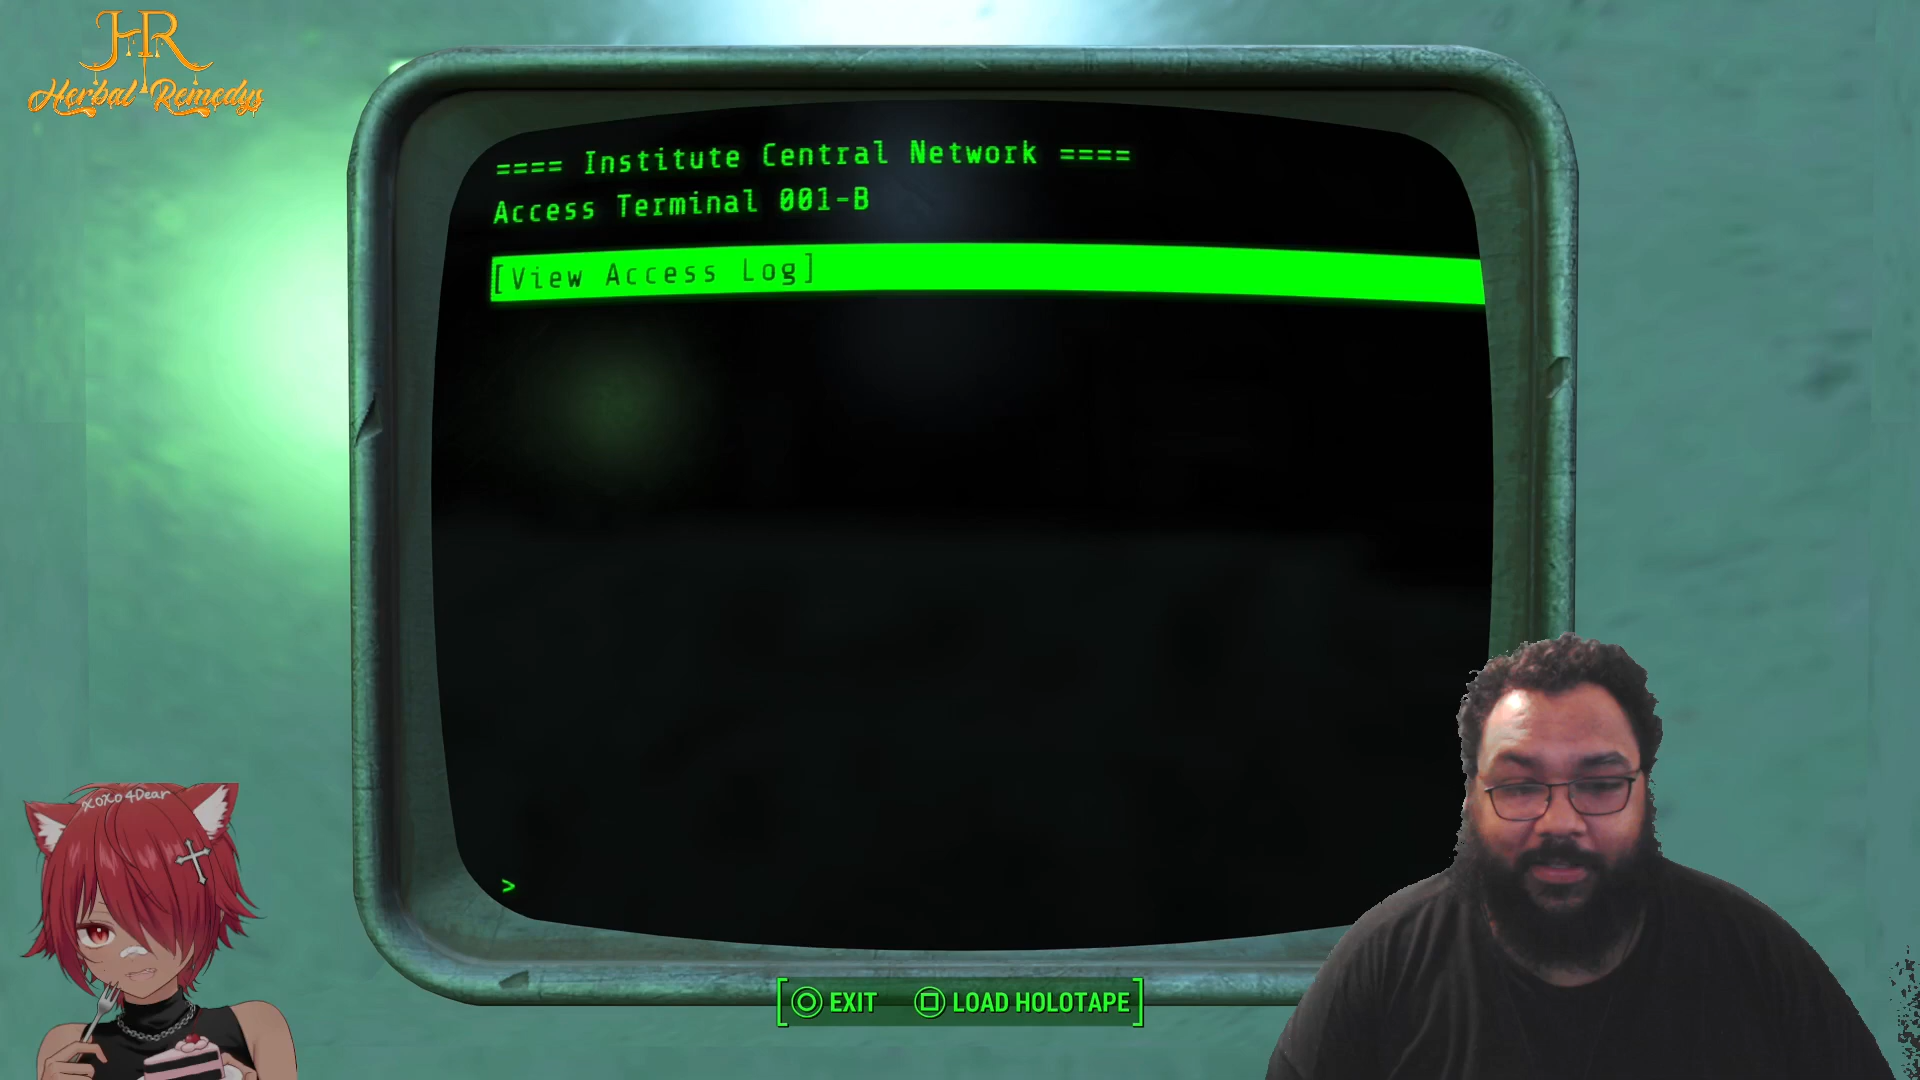 HR
Herbal Remedys
==== Institute Central Network ====
Access Terminal 001-B
[View Access Log]
xoxo4Dear
>
EXIT LOAD HOLOTAPE